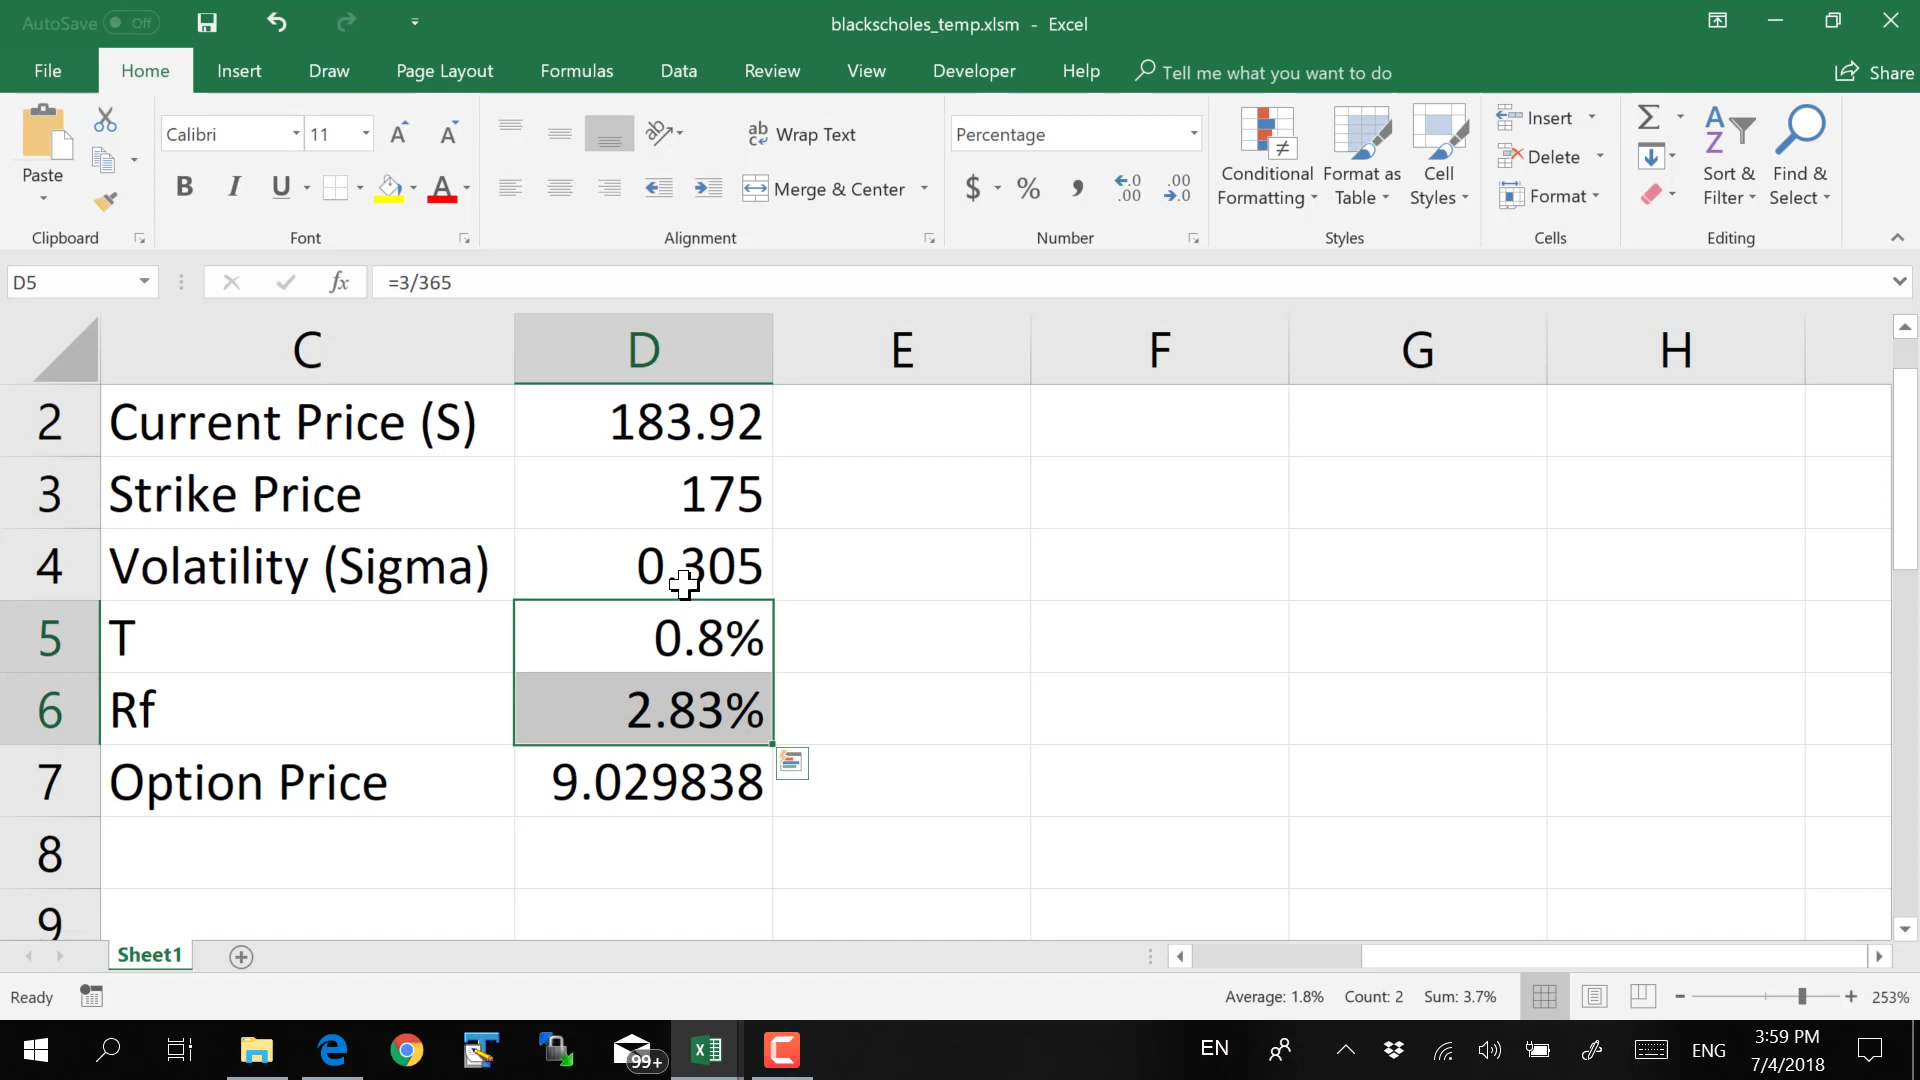 AutoSave Off
blackscholes_temp.xlsm - Excel
File Home Insert Draw Page Layout Formulas Data Review View Developer Help Tell me what you want to do Share
Paste
Clipboard
Calibri 11
Font
Wrap Text
Merge & Center
Alignment
Percentage
Number
Conditional Formatting
Format as Table
Cell Styles
Styles
Insert
Delete
Format
Cells
Sort & Filter
Find & Select
Editing
D5 fx =3/365
C D E F G H
2 Current Price (S) 183.92
3 Strike Price 175
4 Volatility (Sigma) 0.305
5 T 0.8%
6 Rf 2.83%
7 Option Price 9.029838
8
9
Sheet1
Ready Average: 1.8% Count: 2 Sum: 3.7% 253%
99+ EN ENG 3:59 PM
7/4/2018